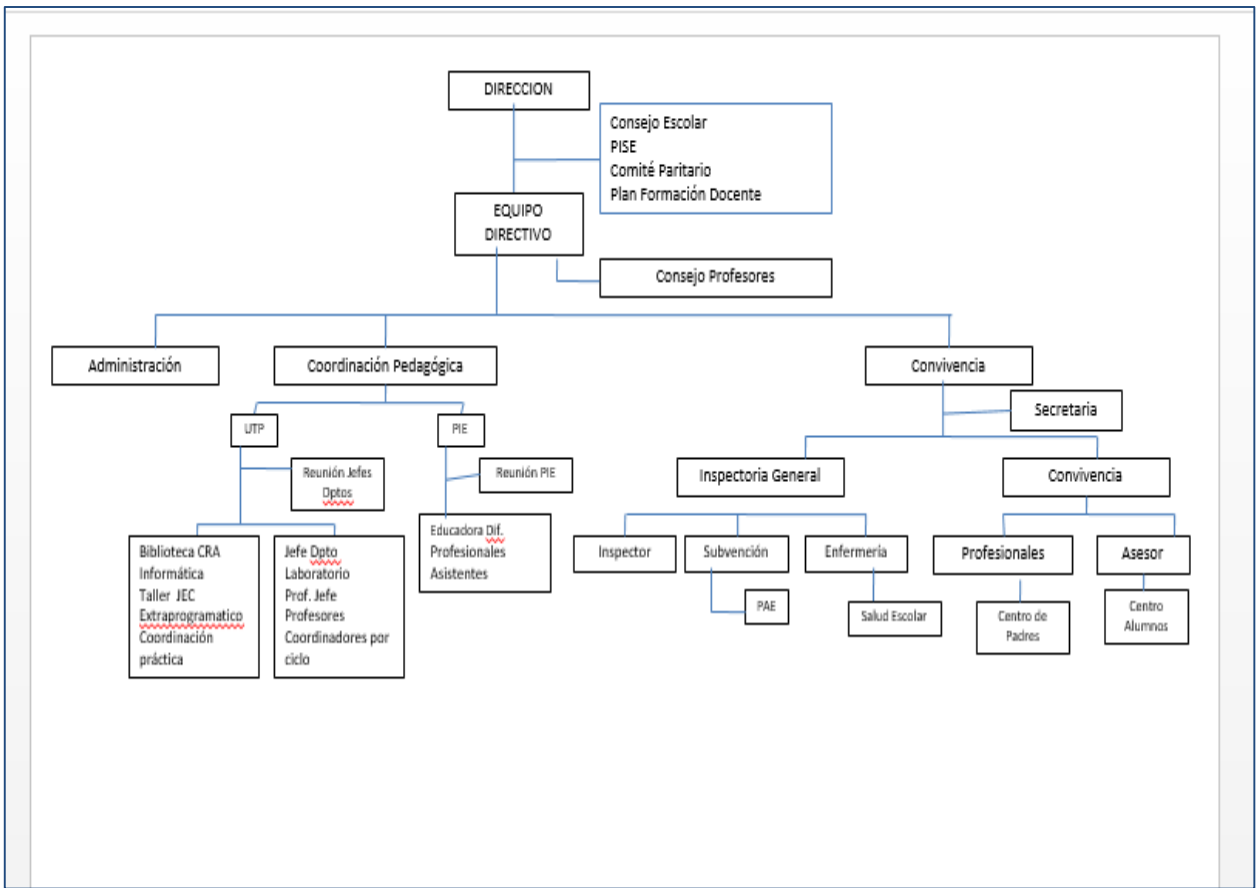 DIRECCION
Consejo Escolar
PISE
Comité Paritario
Plan Formación Docente
EQUIPO
DIRECTIVO
Consejo Profesores
Administración
Coordinación Pedagógica
Convivencia
Secretaria
UTP
PIE
Reunión Jefes
Dptos
Reunión PIE
Inspectoria General
Convivencia
Biblioteca CRA
Informática
Taller JEC
Extraprogramatico
Coordinación
práctica
Jefe Dpto
Laboratorio
Prof. Jefe
Profesores
Coordinadores por
ciclo
Educadora Dif.
Profesionales
Asistentes
Inspector
Subvención
Enfermería
Profesionales
Asesor
PAE
Salud Escolar
Centro de
Padres
Centro
Alumnos